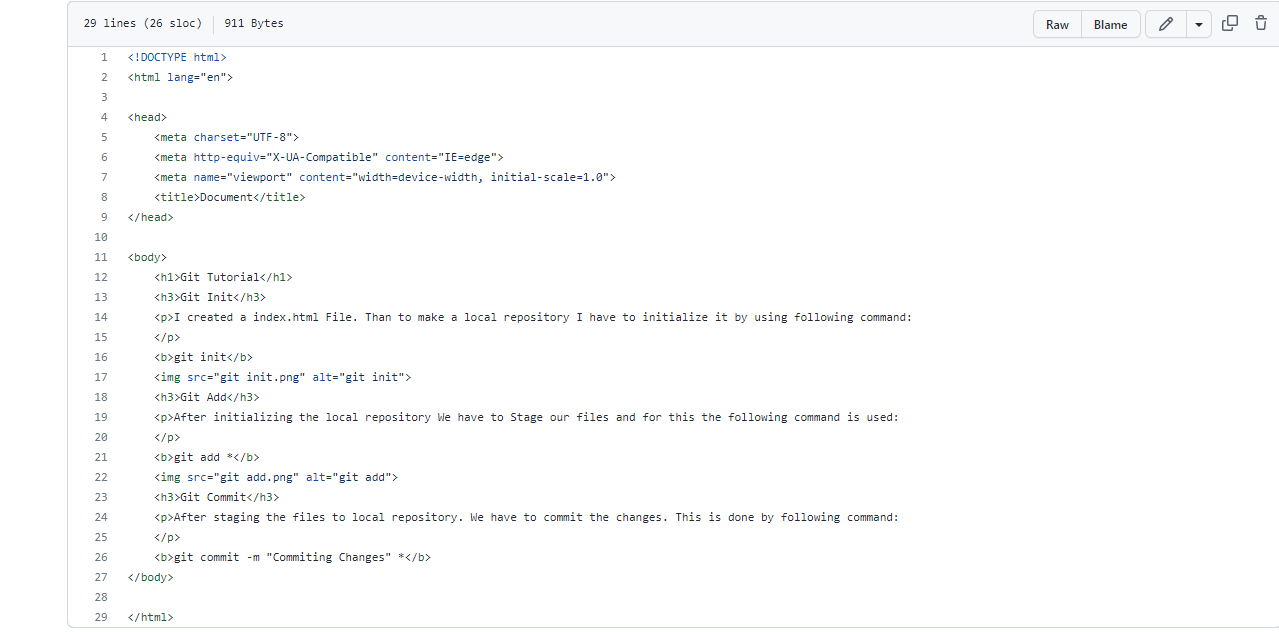 29 lines (26 sloc) 911 Bytes Raw Blame
1 <!DOCTYPE html>
2 <html lang="en">
3
4 <head>
5     <meta charset="UTF-8">
6     <meta http-equiv="X-UA-Compatible" content="IE=edge">
7     <meta name="viewport" content="width=device-width, initial-scale=1.0">
8     <title>Document</title>
9 </head>
10
11 <body>
12     <h1>Git Tutorial</h1>
13     <h3>Git Init</h3>
14     <p>I created a index.html File. Than to make a local repository I have to initialize it by using following command:
15     </p>
16     <b>git init</b>
17     <img src="git init.png" alt="git init">
18     <h3>Git Add</h3>
19     <p>After initializing the local repository We have to Stage our files and for this the following command is used:
20     </p>
21     <b>git add *</b>
22     <img src="git add.png" alt="git add">
23     <h3>Git Commit</h3>
24     <p>After staging the files to local repository. We have to commit the changes. This is done by following command:
25     </p>
26     <b>git commit -m "Commiting Changes" *</b>
27 </body>
28
29 </html>